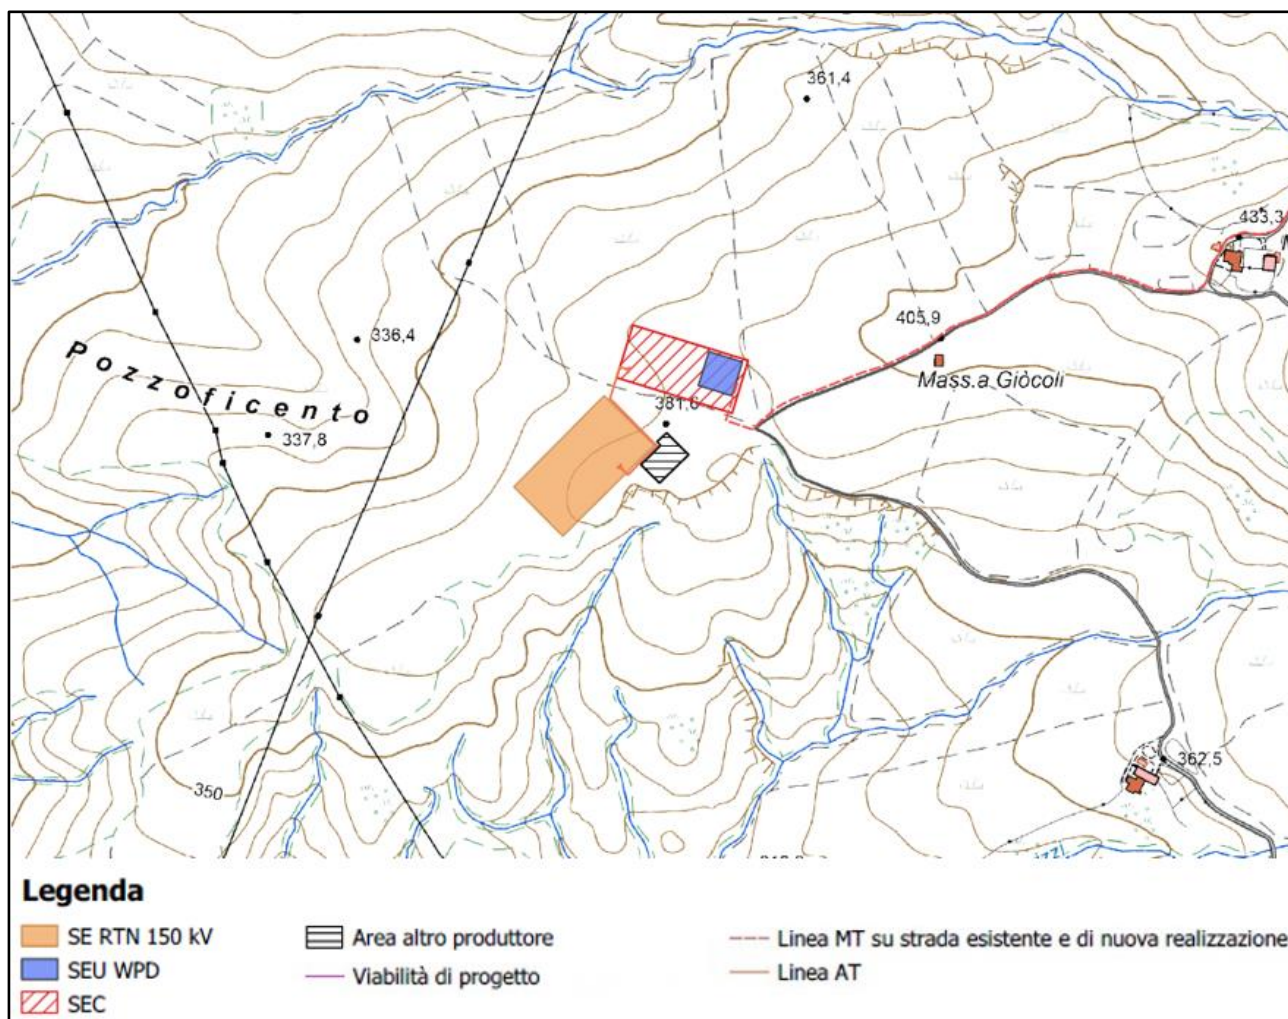 361,4
433,3
336,4
405,9
Pozzoficento
Mass.a Giòcoli
381,6
337,8
362,5
350
Legenda
SE RTN 150 kV
Area altro produttore
Linea MT su strada esistente e di nuova realizzazione
SEU WPD
Viabilità di progetto
Linea AT
SEC